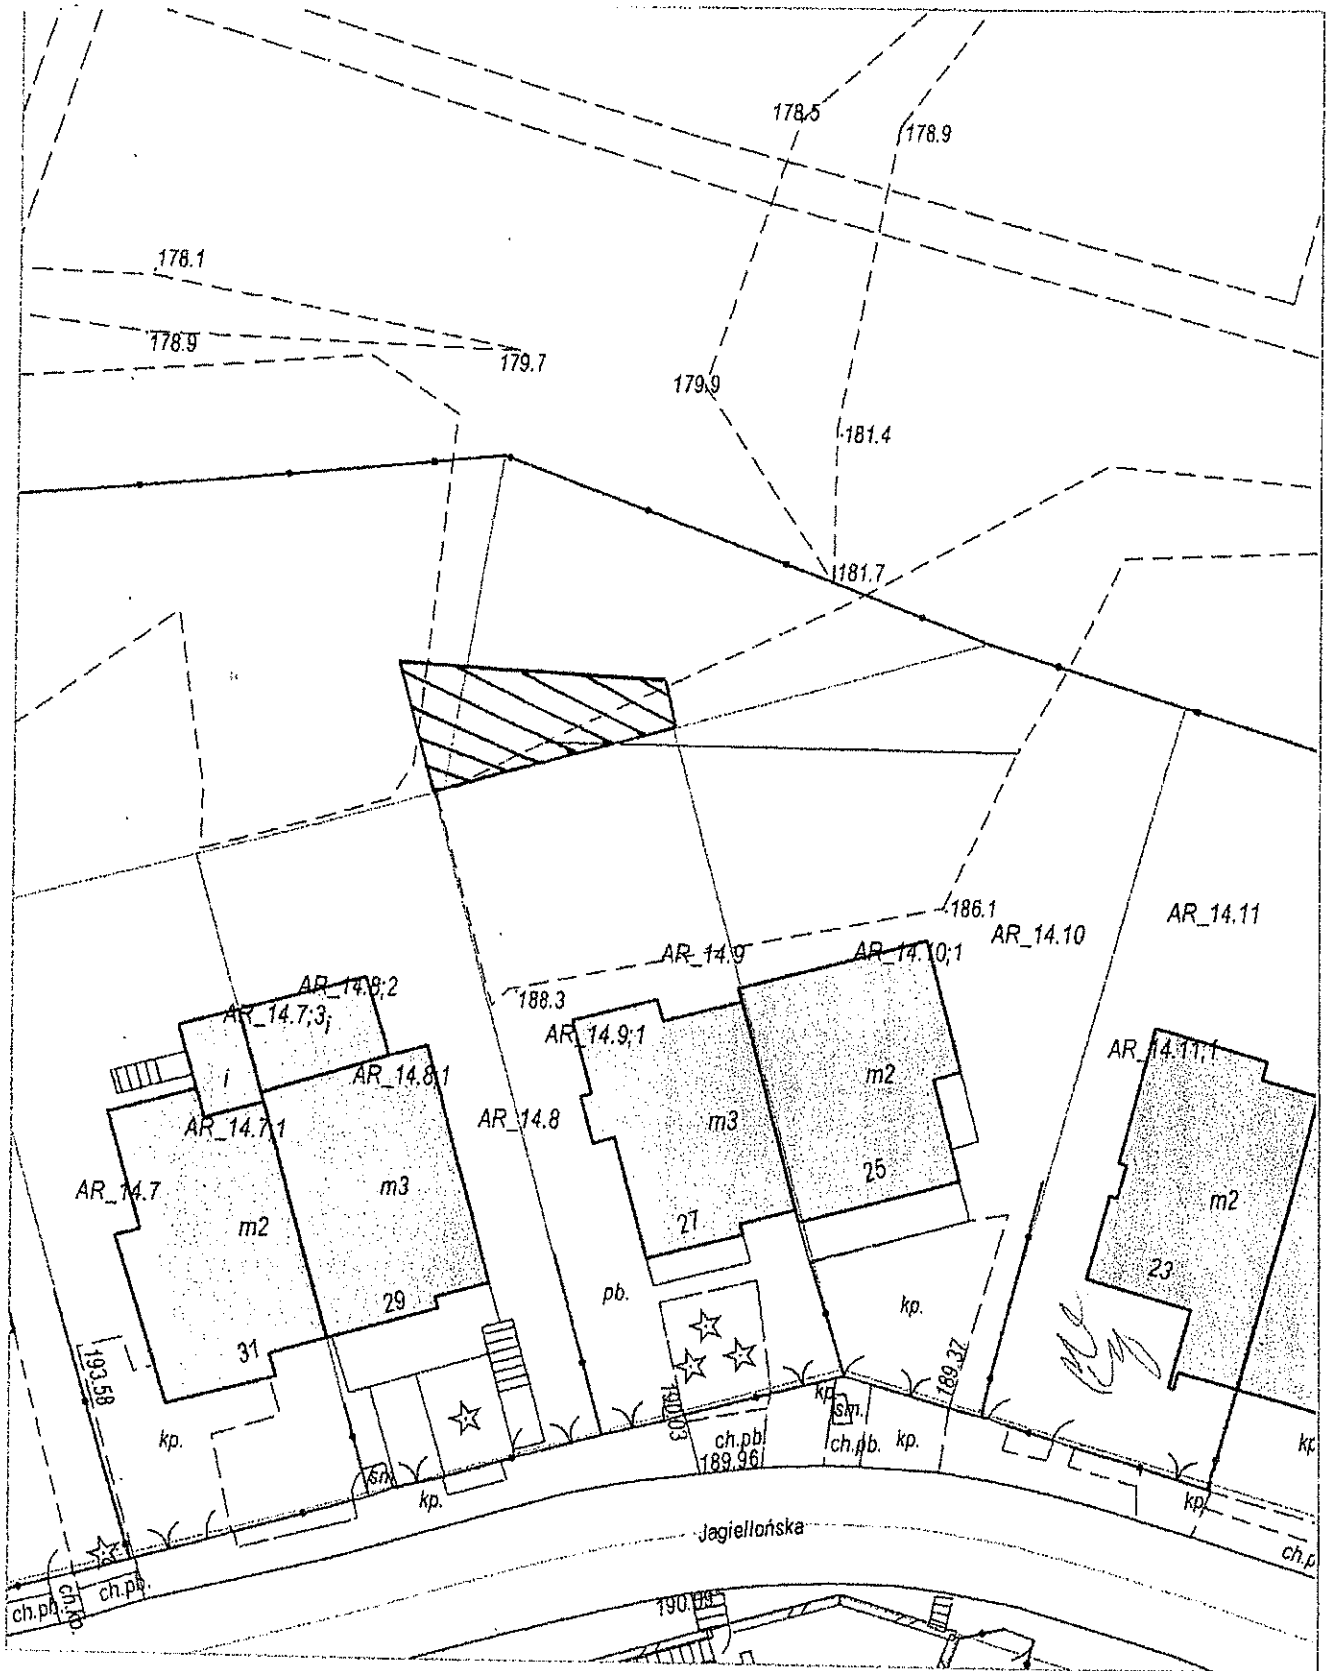 178.5
178.9
178.1
178.9
179.7
179.9
181.4
181.7
186.1
AR_14.11
AR_14.10
AR_14.9
AR_14.10;1
AR_14.8;2
188.3
AR_14.7;3
i
AR_14.9;1
AR_14.11;1
i
AR_14.8;1
m2
AR_14.7;1
AR_14.8
m3
AR_14.7
m3
25
m2
m2
27
23
pb.
29
kp.
31
193.58
189.37
kp.
190.03
kp.
śm.
ch.pb.
ch.pb.
kp.
189.96
kp.
śm.
kp.
kp.
Jagiellońska
ch.p
ch.pb.
ch.kp.
ch.pb.
190.99